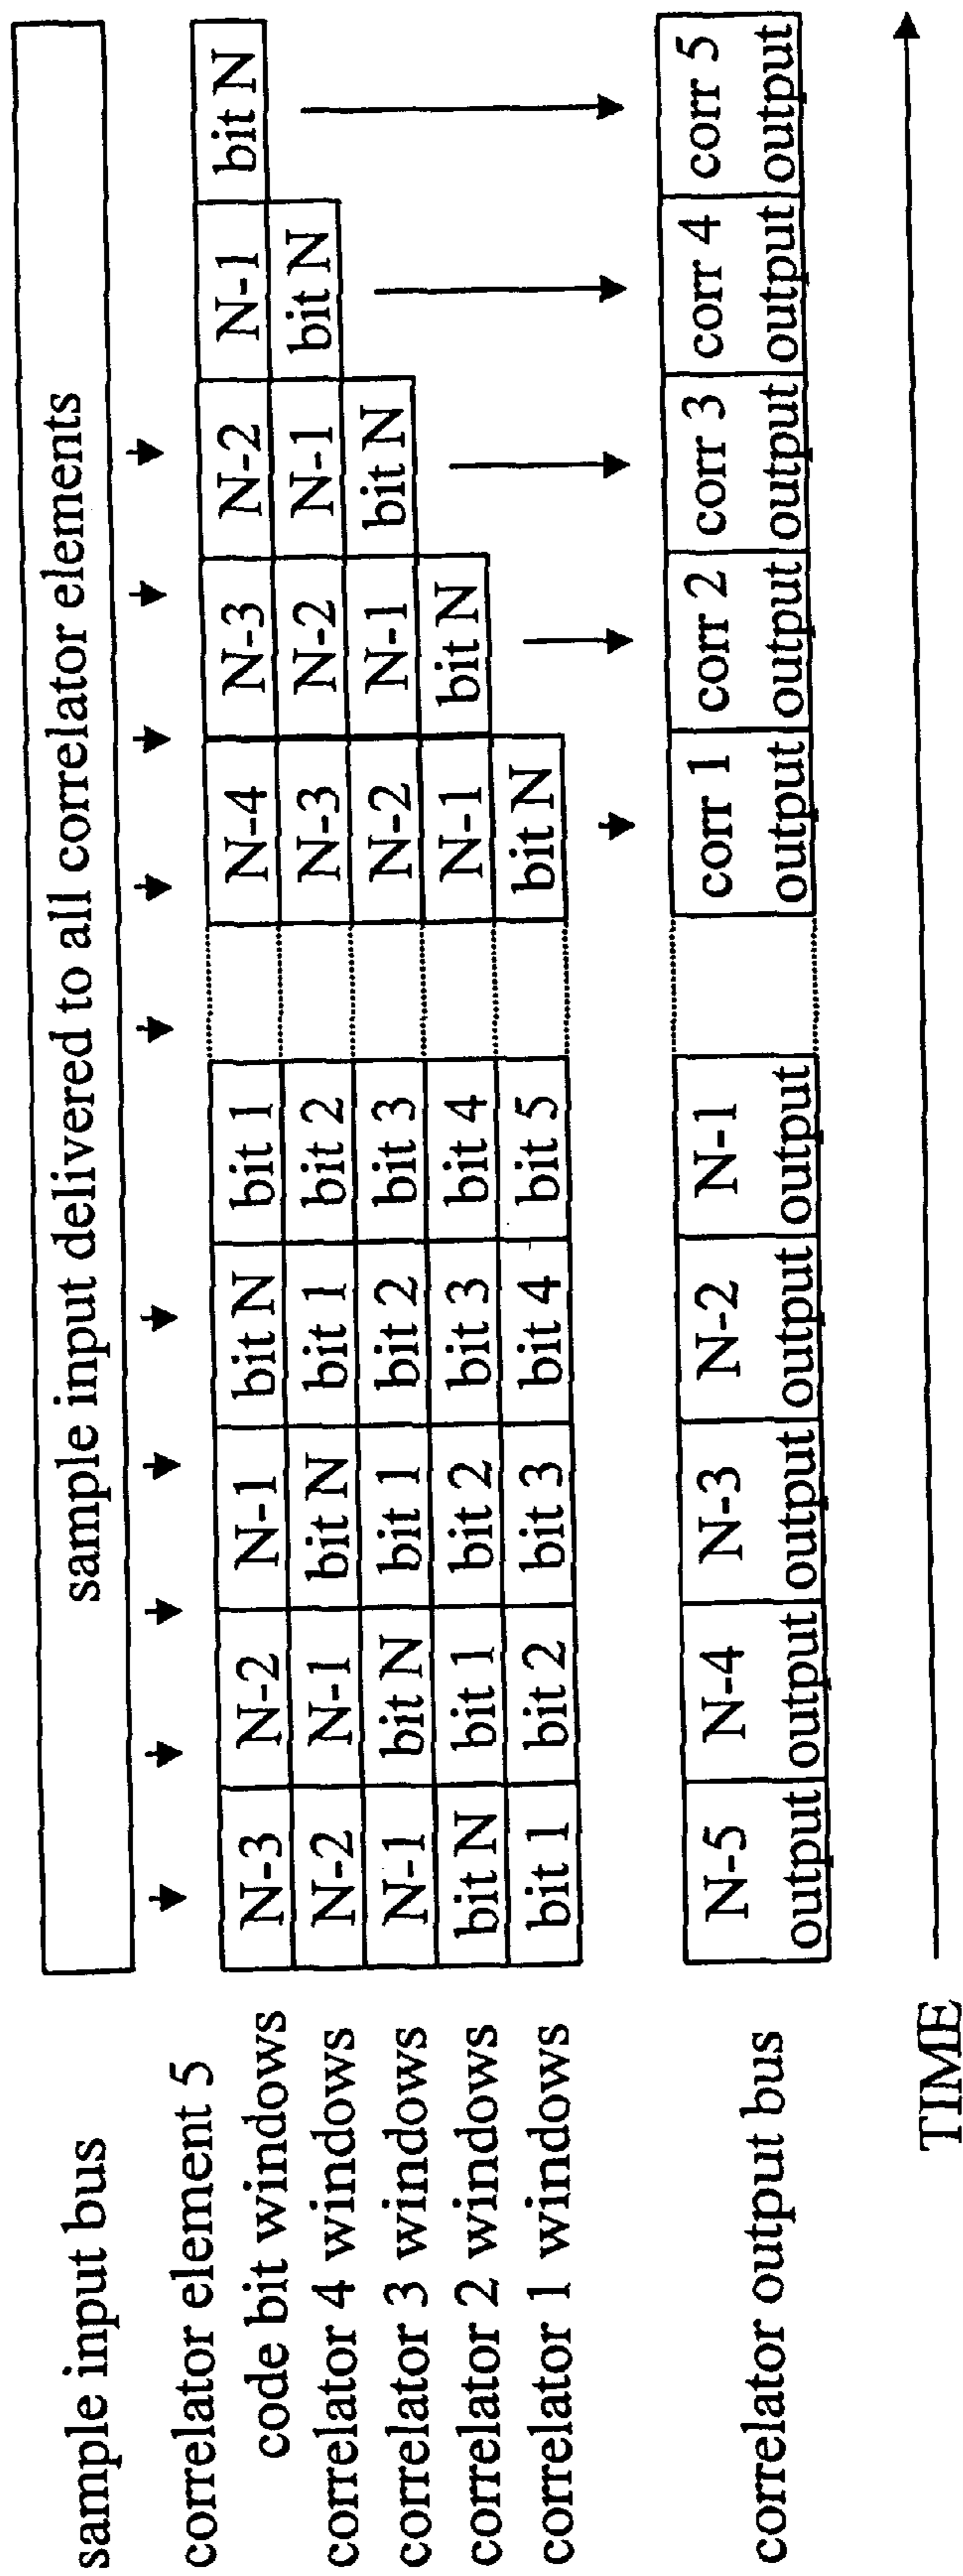 sample input bus
sample input delivered to all correlator elements
correlator element 5
code bit windows
N-3 N-2 N-1 bit N bit 1 N-4 N-3 N-2 N-1 bit N
correlator 4 windows
N-2 N-1 bit N bit 1 bit 2 N-3 N-2 N-1 bit N
correlator 3 windows
N-1 bit N bit 1 bit 2 bit 3 N-2 N-1 bit N
correlator 2 windows
bit N bit 1 bit 2 bit 3 bit 4 N-1 bit N
correlator 1 windows
bit 1 bit 2 bit 3 bit 4 bit 5 bit N
correlator output bus
N-5 N-4 N-3 N-2 N-1 corr 1 corr 2 corr 3 corr 4 corr 5
output output output output output output output output output output
TIME